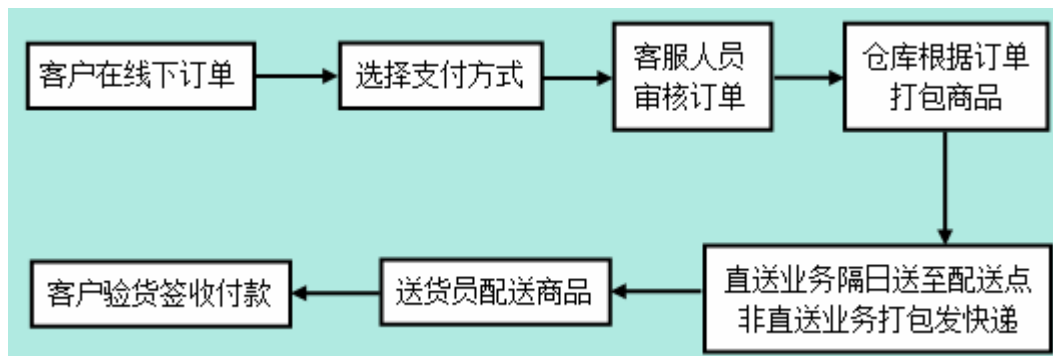 客户在线下订单
选择支付方式
客服人员
审核订单
仓库根据订单
打包商品
直送业务隔日送至配送点
非直送业务打包发快递
送货员配送商品
客户验货签收付款